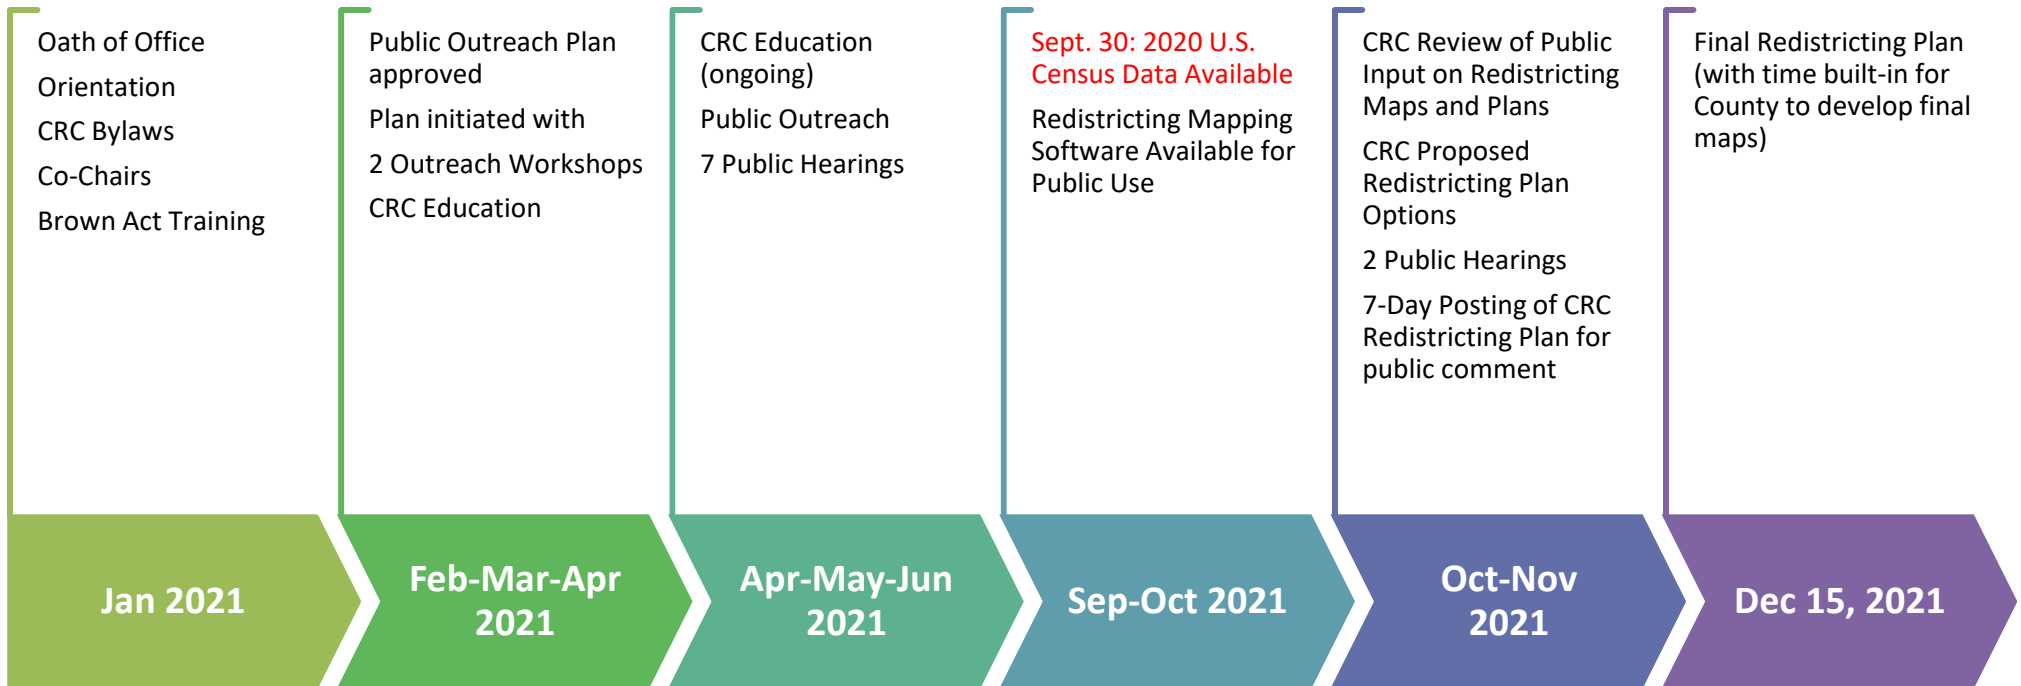 Oath of Office
Orientation
CRC Bylaws
Co-Chairs
Brown Act Training
Jan 2021
Public Outreach Plan
approved
Plan initiated with
2 Outreach Workshops
CRC Education
Feb-Mar-Apr
2021
CRC Education
(ongoing)
Public Outreach
7 Public Hearings
Apr-May-Jun
2021
Sept. 30: 2020 U.S.
Census Data Available
Redistricting Mapping
Software Available for
Public Use
Sep-Oct 2021
CRC Review of Public
Input on Redistricting
Maps and Plans
CRC Proposed
Redistricting Plan
Options
2 Public Hearings
7-Day Posting of CRC
Redistricting Plan for
public comment
Oct-Nov
2021
Final Redistricting Plan
(with time built-in for
County to develop final
maps)
Dec 15, 2021